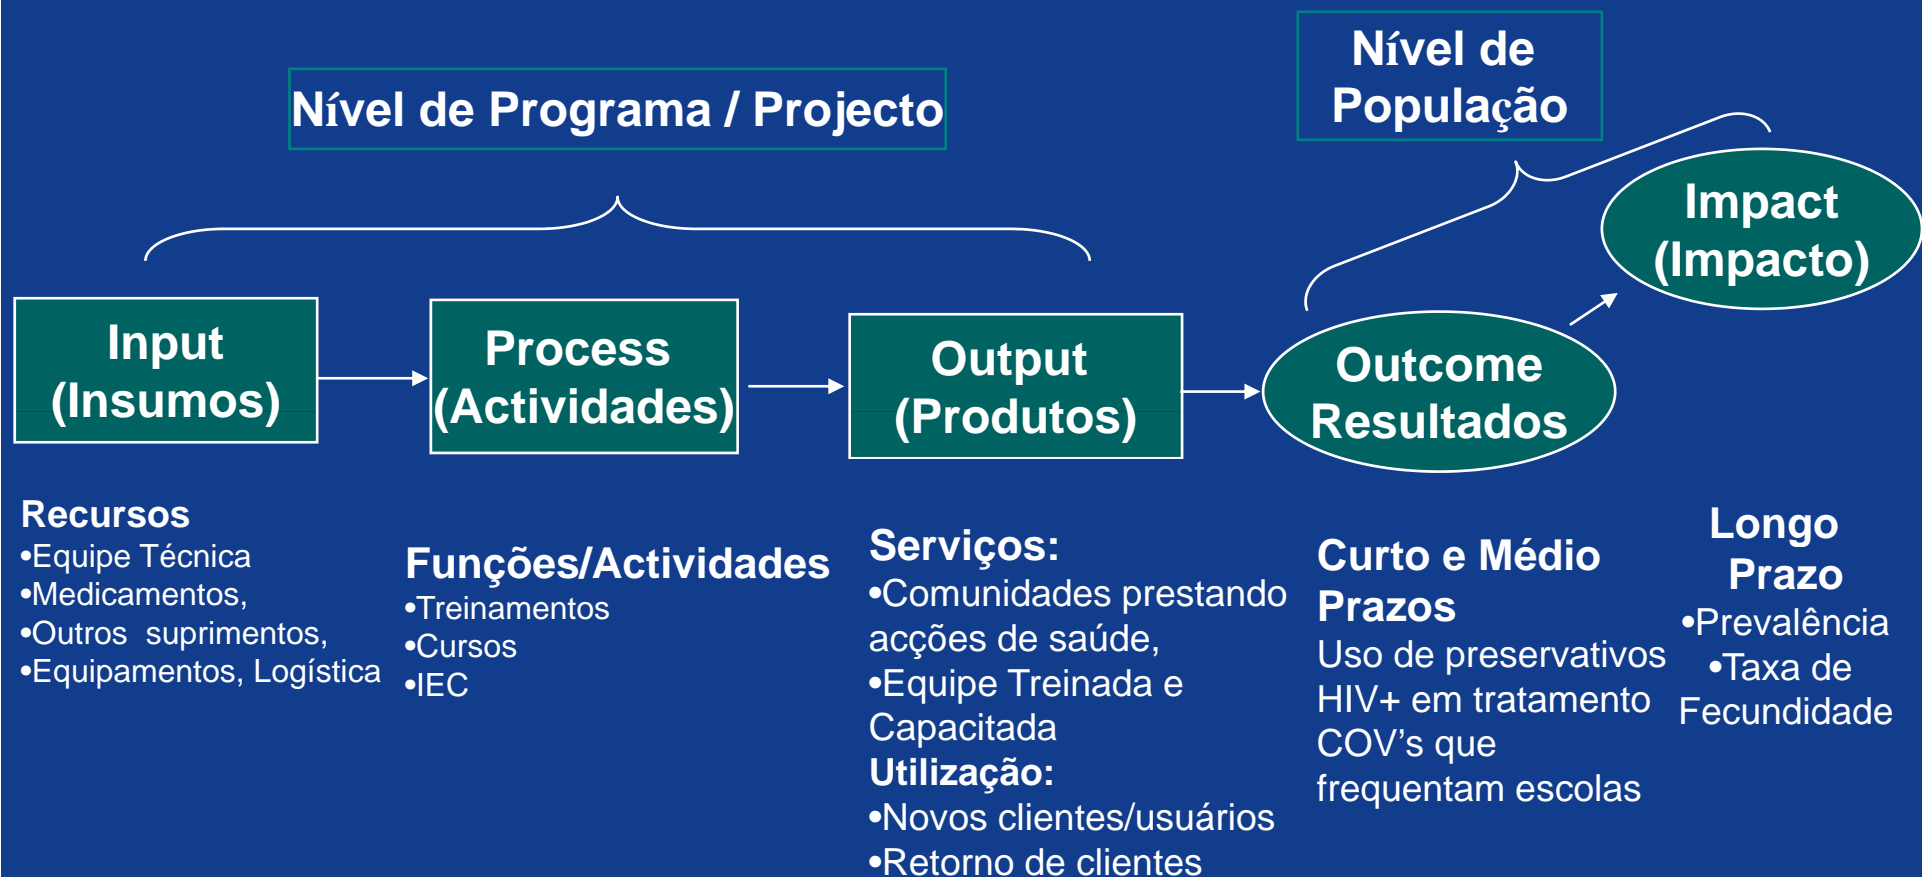 Nível de Programa / Projecto
Nível de
População
Input
(Insumos)
Process
(Actividades)
Output
(Produtos)
Outcome
Resultados
Impact
(Impacto)
Recursos
•Equipe Técnica
•Medicamentos,
•Outros suprimentos,
•Equipamentos, Logística
Funções/Actividades
•Treinamentos
•Cursos
•IEC
Serviços:
•Comunidades prestando
acções de saúde,
•Equipe Treinada e
Capacitada
Utilização:
•Novos clientes/usuários
•Retorno de clientes
Curto e Médio
Prazos
Uso de preservativos
HIV+ em tratamento
COV’s que
frequentam escolas
Longo
Prazo
•Prevalência
•Taxa de
Fecundidade